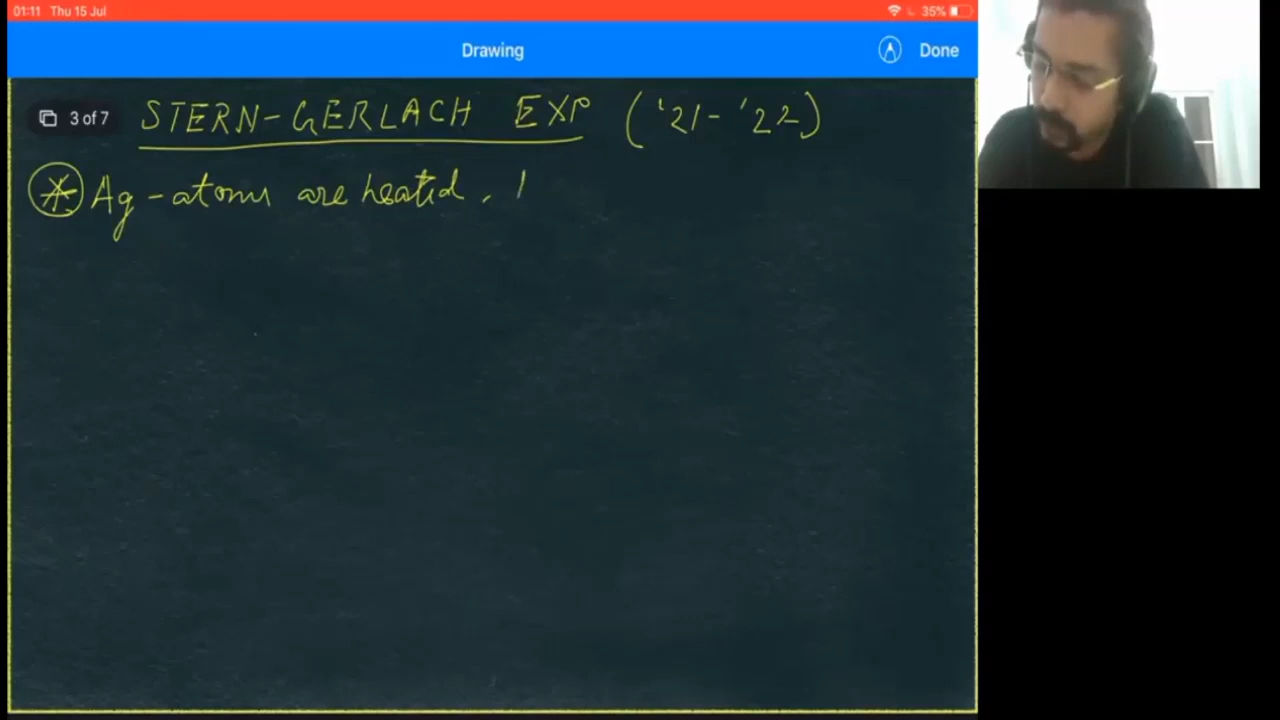 01:11 Thu 15 Jul 35%
Drawing Done
3 of 7 STERN-GERLACH EXP ('21-'22)
* Ag-atoms are heated.